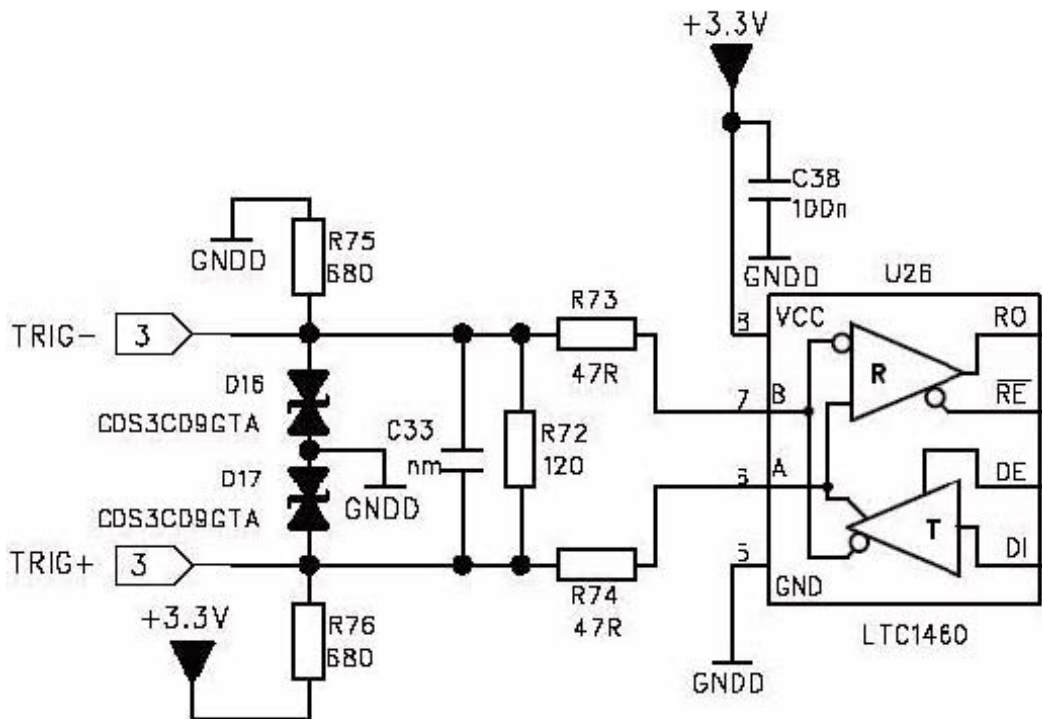 +3.3V
C38
100n
GNDD
U26
GNDD
R75
680
TRIG-
3
R73
47R
8
VCC
RO
R
D16
CDS3C09GTA
7
B
RE
C33
nm
R72
120
D17
CDS3C09GTA
GNDD
6
A
DE
T
TRIG+
3
R74
47R
5
DI
GND
+3.3V
R76
680
GNDD
LTC1480